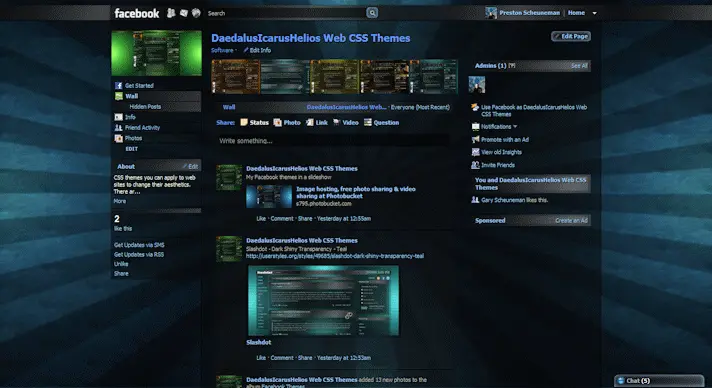 facebook
Search
Preston Scheuneman
Home
DaedalusIcarusHelios Web CSS Themes
Software · Edit Info
Edit Page
Get Started
Wall
Hidden Posts
Info
Friend Activity
Photos
EDIT
About
Edit
CSS themes you can apply to web
sites to change their aesthetics.
There ar...
More
2
like this
Get Updates via SMS
Get Updates via RSS
Unlike
Share
Wall
DaedalusIcarusHelios Web... · Everyone (Most Recent)
Share: Status Photo Link Video Question
Write something...
DaedalusIcarusHelios Web CSS Themes
My Facebook themes in a slideshow
Image hosting, free photo sharing & video
sharing at Photobucket
s795.photobucket.com
Like · Comment · Share · Yesterday at 12:55am
DaedalusIcarusHelios Web CSS Themes
Slashdot - Dark Shiny Transparency - Teal
http://userstyles.org/styles/49685/slashdot-dark-shiny-transparency-teal
Slashdot
Like · Comment · Share · Yesterday at 12:33am
DaedalusIcarusHelios Web CSS Themes added 13 new photos to the
album Facebook Themes
Admins (1) [?]
See All
Use Facebook as DaedalusIcarusHelios Web
CSS Themes
Notifications
Promote with an Ad
View old Insights
Invite Friends
You and DaedalusIcarusHelios Web CSS
Themes
Gary Scheuneman likes this.
Sponsored
Create an Ad
Chat (5)